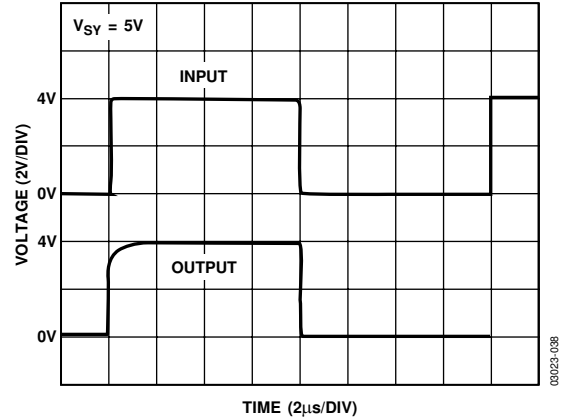 V_SY = 5V
INPUT
4V
0V
4V
OUTPUT
0V
VOLTAGE (2V/DIV)
TIME (2µs/DIV)
03023-038